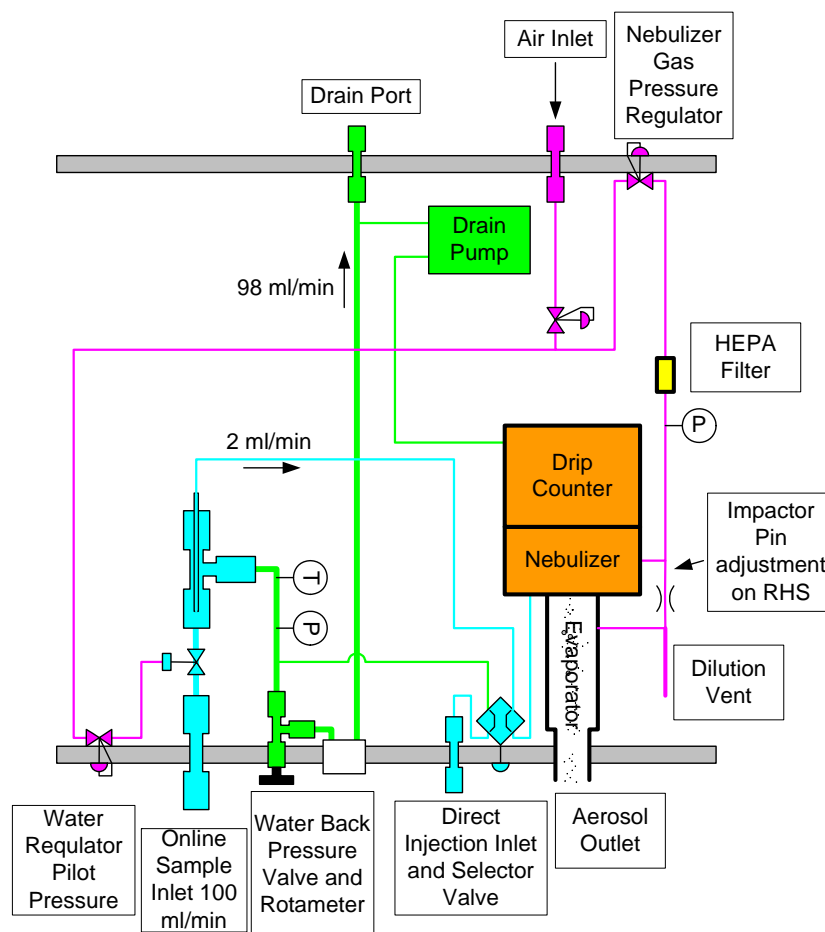 Air Inlet
Nebulizer
Gas
Pressure
Regulator
Drain Port
Drain
Pump
98 ml/min
HEPA
Filter
P
2 ml/min
Drip
Counter
Impactor
Pin
adjustment
on RHS
Nebulizer
T
P
Evaporator
Dilution
Vent
Water
Requlator
Pilot
Pressure
Online
Sample
Inlet 100
ml/min
Water Back
Pressure
Valve and
Rotameter
Direct
Injection Inlet
and Selector
Valve
Aerosol
Outlet